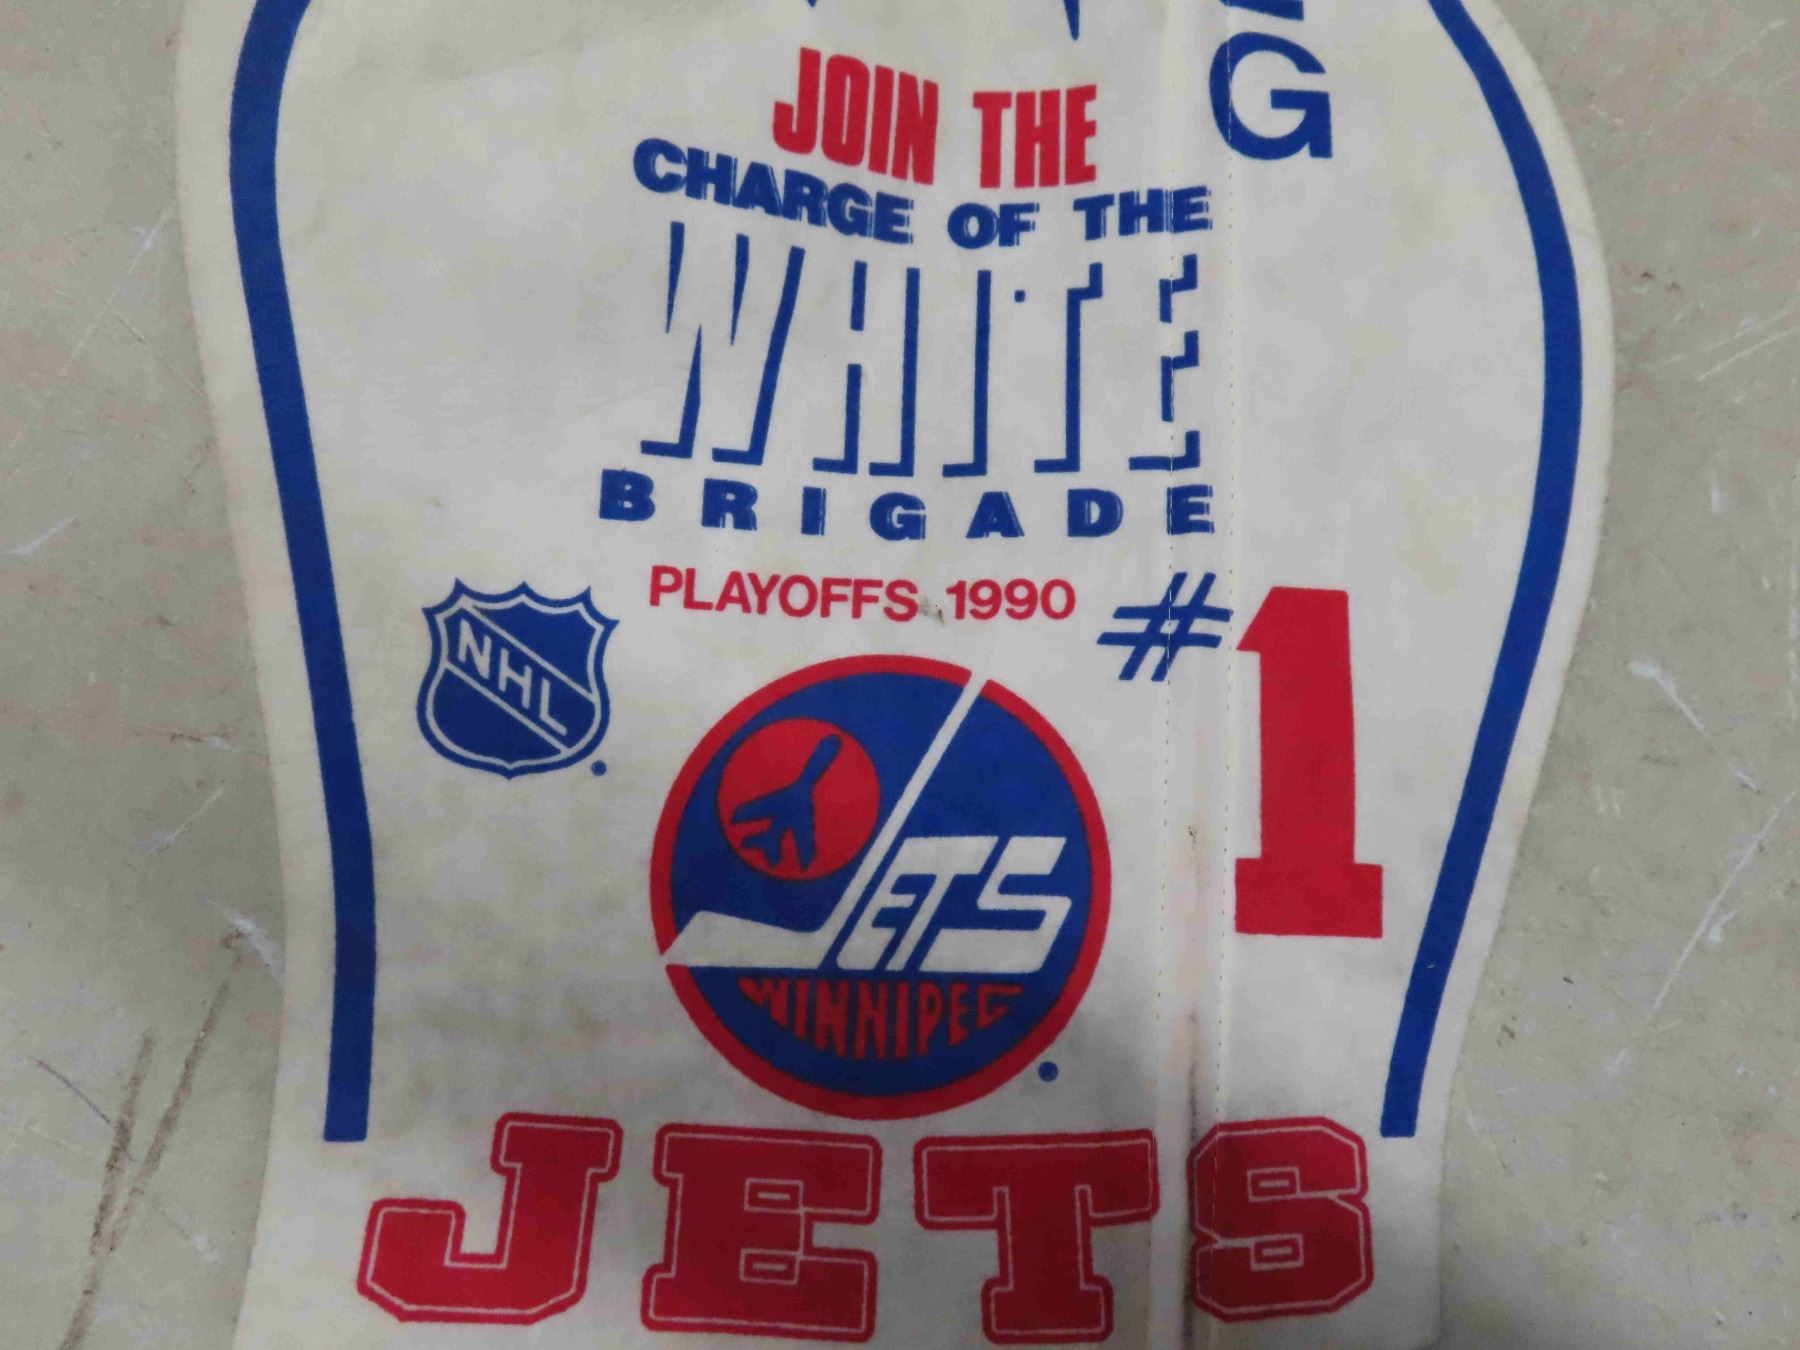 G
JOIN THE
CHARGE OF THE
WHITE
BRIGADE
PLAYOFFS 1990
#1
NHL
JETS
WINNIPEG
JETS